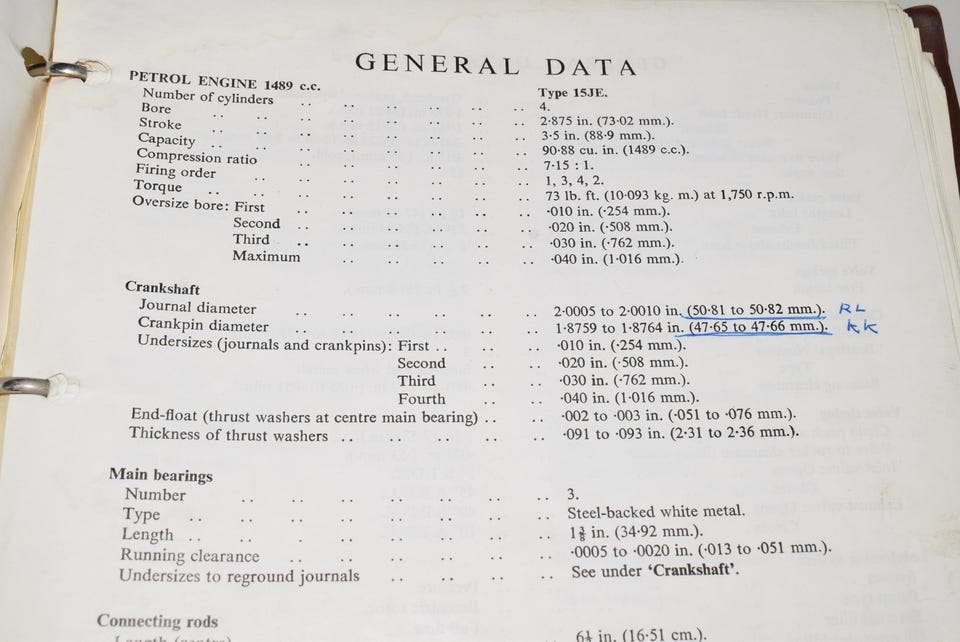 GENERAL DATA
PETROL ENGINE 1489 c.c. Type 15JE.
Number of cylinders .. .. .. .. .. .. 4.
Bore .. .. .. .. .. .. .. 2·875 in. (73·02 mm.).
Stroke .. .. .. .. .. .. .. 3·5 in. (88·9 mm.).
Capacity .. .. .. .. .. .. .. 90·88 cu. in. (1489 c.c.).
Compression ratio .. .. .. .. .. 7·15 : 1.
Firing order .. .. .. .. .. .. 1, 3, 4, 2.
Torque .. .. .. .. .. .. .. 73 lb. ft. (10·093 kg. m.) at 1,750 r.p.m.
Oversize bore: First .. .. .. .. .. ·010 in. (·254 mm.).
Second .. .. .. .. .. ·020 in. (·508 mm.).
Third .. .. .. .. .. ·030 in. (·762 mm.).
Maximum .. .. .. .. .. ·040 in. (1·016 mm.).
Crankshaft
Journal diameter .. .. .. .. .. 2·0005 to 2·0010 in. (50·81 to 50·82 mm.). RL
Crankpin diameter .. .. .. .. .. 1·8759 to 1·8764 in. (47·65 to 47·66 mm.). KK
Undersizes (journals and crankpins): First .. .. .. ·010 in. (·254 mm.).
Second .. .. ·020 in. (·508 mm.).
Third .. .. ·030 in. (·762 mm.).
Fourth .. .. ·040 in. (1·016 mm.).
End-float (thrust washers at centre main bearing) .. .. ·002 to ·003 in. (·051 to ·076 mm.).
Thickness of thrust washers .. .. .. .. .. ·091 to ·093 in. (2·31 to 2·36 mm.).
Main bearings
Number .. .. .. .. .. .. .. 3.
Type .. .. .. .. .. .. .. .. Steel-backed white metal.
Length .. .. .. .. .. .. .. .. 1⅜ in. (34·92 mm.).
Running clearance .. .. .. .. .. .. ·0005 to ·0020 in. (·013 to ·051 mm.).
Undersizes to reground journals .. .. .. .. See under ‘Crankshaft’.
Connecting rods
6½ in. (16·51 cm.).